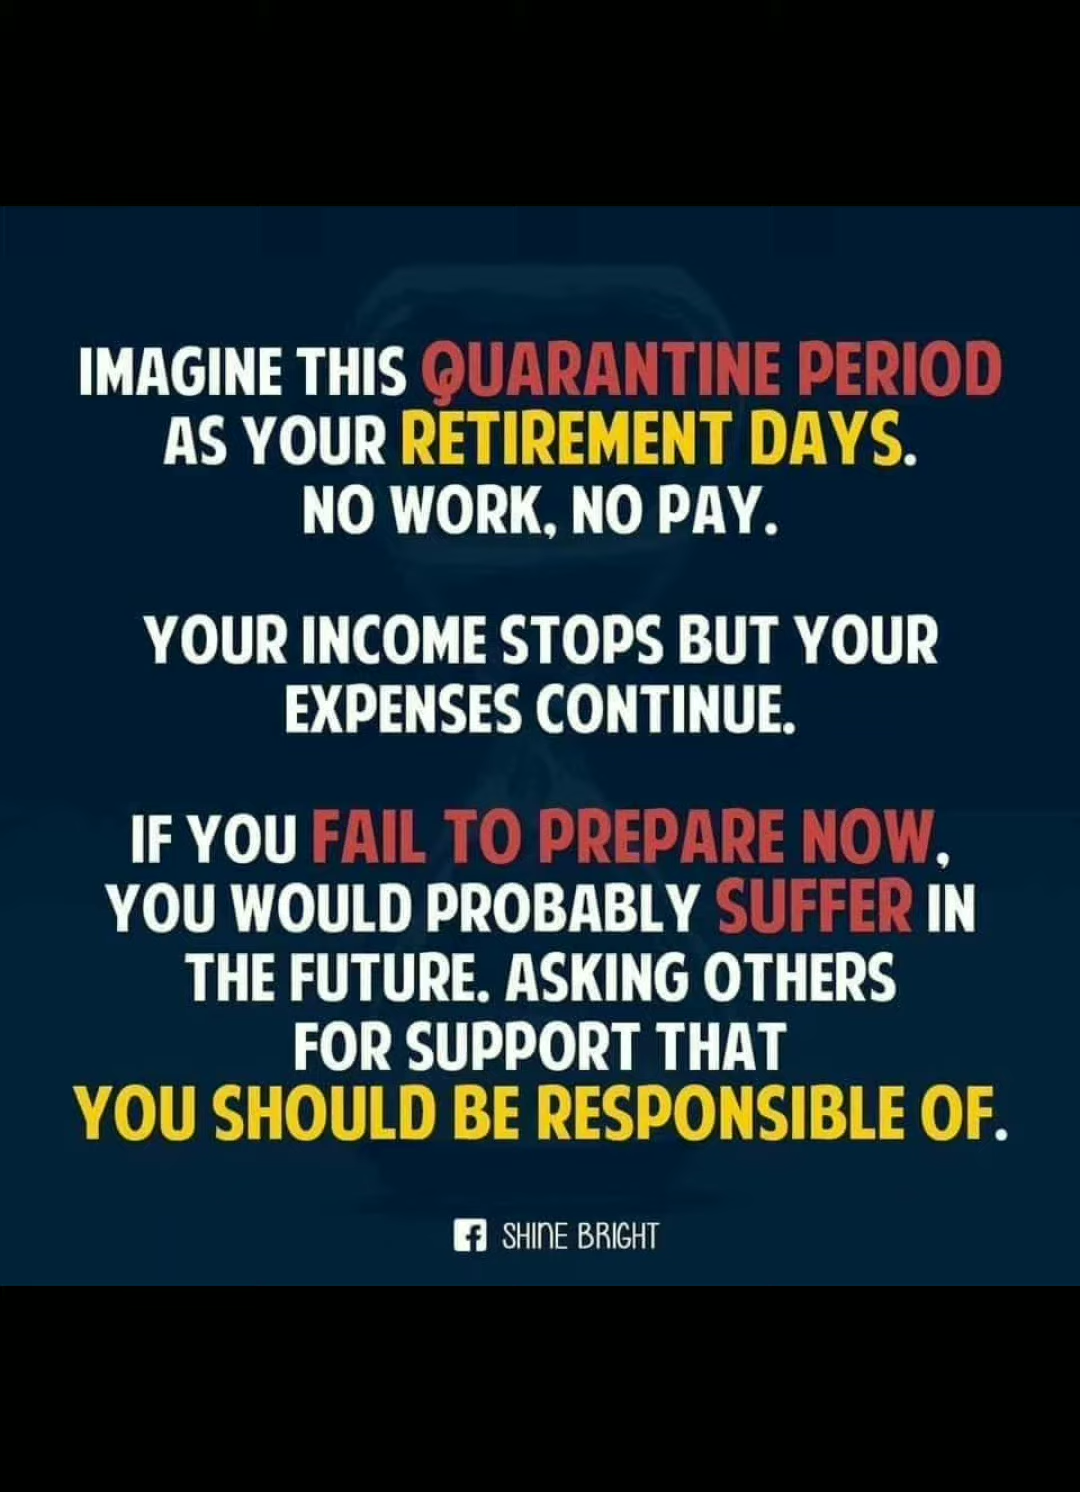 IMAGINE THIS QUARANTINE PERIOD
AS YOUR RETIREMENT DAYS.
NO WORK, NO PAY.
YOUR INCOME STOPS BUT YOUR
EXPENSES CONTINUE.
IF YOU FAIL TO PREPARE NOW,
YOU WOULD PROBABLY SUFFER IN
THE FUTURE. ASKING OTHERS
FOR SUPPORT THAT
YOU SHOULD BE RESPONSIBLE OF.
f SHINE BRIGHT